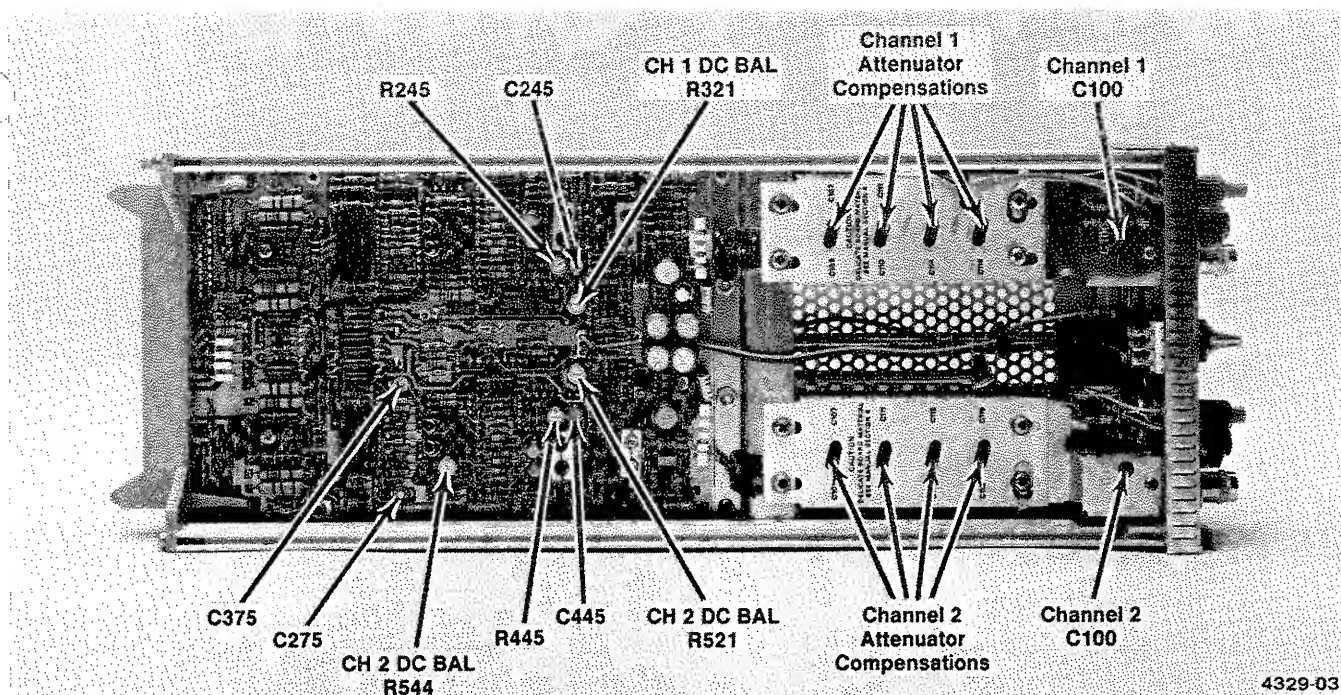 Channel 1
Attenuator
Compensations
CH 1 DC BAL
R321
R245
C245
Channel 1
C100
C375
C275
CH 2 DC BAL
R544
R445
C445
CH 2 DC BAL
R521
Channel 2
Attenuator
Compensations
Channel 2
C100
4329-03